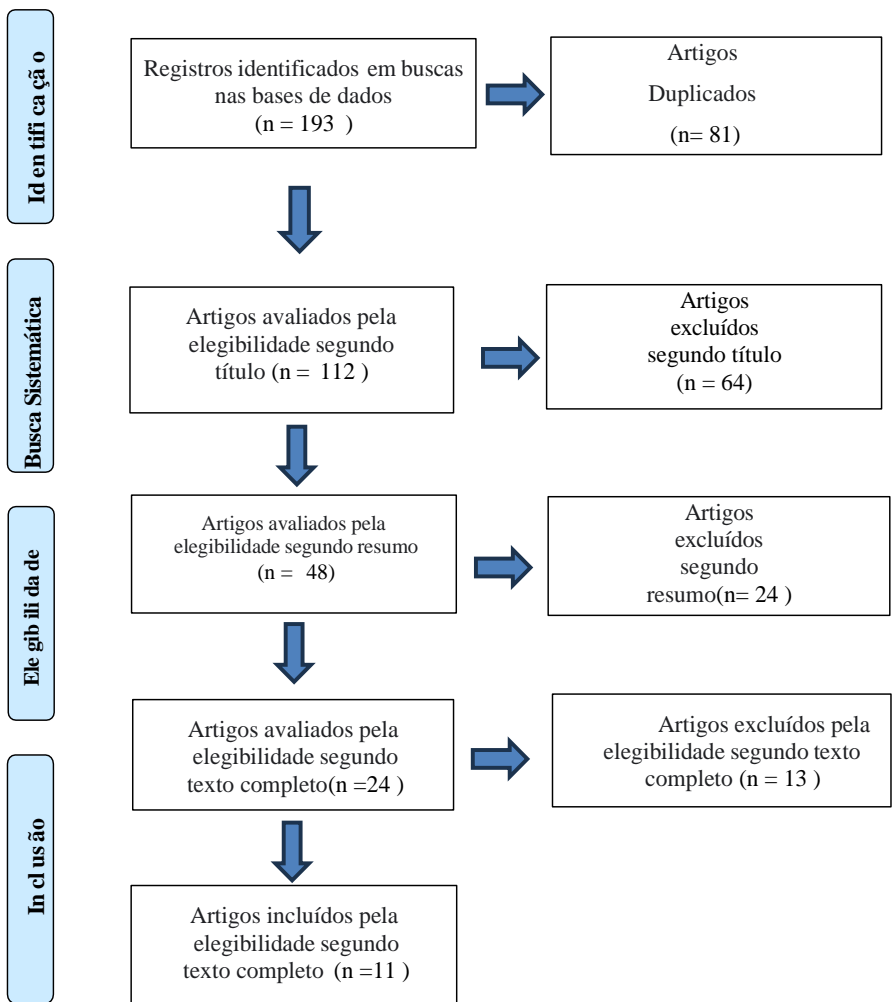 Id en tifi ca çã o
Registros identificados em buscas
nas bases de dados
(n = 193 )
Artigos
Duplicados
(n= 81)
Busca Sistemática
Artigos avaliados pela
elegibilidade segundo
título (n = 112 )
Artigos
excluídos
segundo título
(n = 64)
Ele gib ili da de
Artigos avaliados pela
elegibilidade segundo resumo
(n = 48)
Artigos
excluídos
segundo
resumo(n= 24 )
Artigos avaliados pela
elegibilidade segundo
texto completo(n =24 )
Artigos excluídos pela
elegibilidade segundo texto
completo (n = 13 )
In cl us ão
Artigos incluídos pela
elegibilidade segundo
texto completo (n =11 )